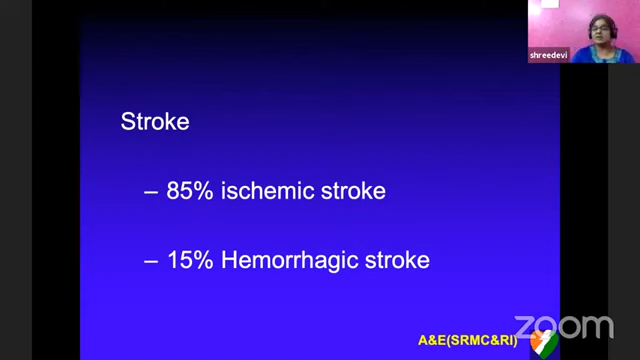 shreedevi
Stroke
– 85% ischemic stroke
– 15% Hemorrhagic stroke
A&E(SRMC&RI)
zoom